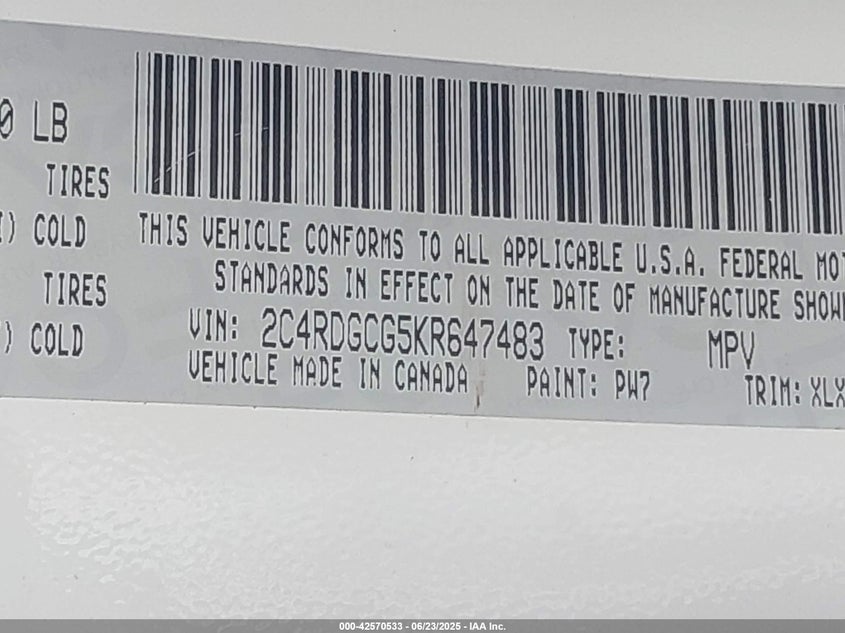 0 LB
TIRES
) COLD
TIRES
) COLD
THIS VEHICLE CONFORMS TO ALL APPLICABLE U.S.A. FEDERAL MOT
STANDARDS IN EFFECT ON THE DATE OF MANUFACTURE SHOWN
VIN: 2C4RDGCG5KR647483 TYPE: MPV
VEHICLE MADE IN CANADA PAINT: PW7 TRIM: XLX
000-42570533 - 06/23/2025 - IAA Inc.